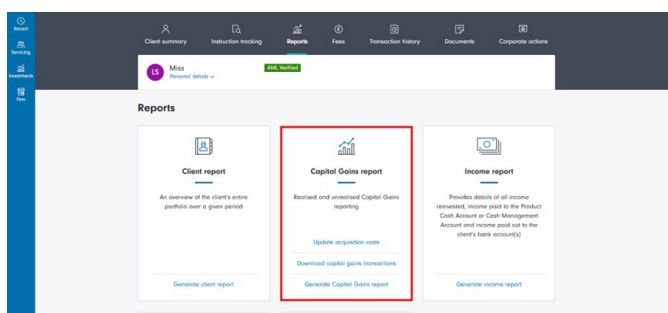 Recent
Servicing
Investments
Firm
Client summary
Instruction tracking
Reports
Fees
Transaction history
Documents
Corporate actions
LS
Miss
Personal details
AML Verified
Reports
Client report
An overview of the client's entire
portfolio over a given period
Generate client report
Capital Gains report
Realised and unrealised Capital Gains
reporting
Update acquisition costs
Download capital gains transactions
Generate Capital Gains report
Income report
Provides details of all income
reinvested, income paid to the Product
Cash Account or Cash Management
Account and income paid out to the
client's bank account(s)
Generate income report